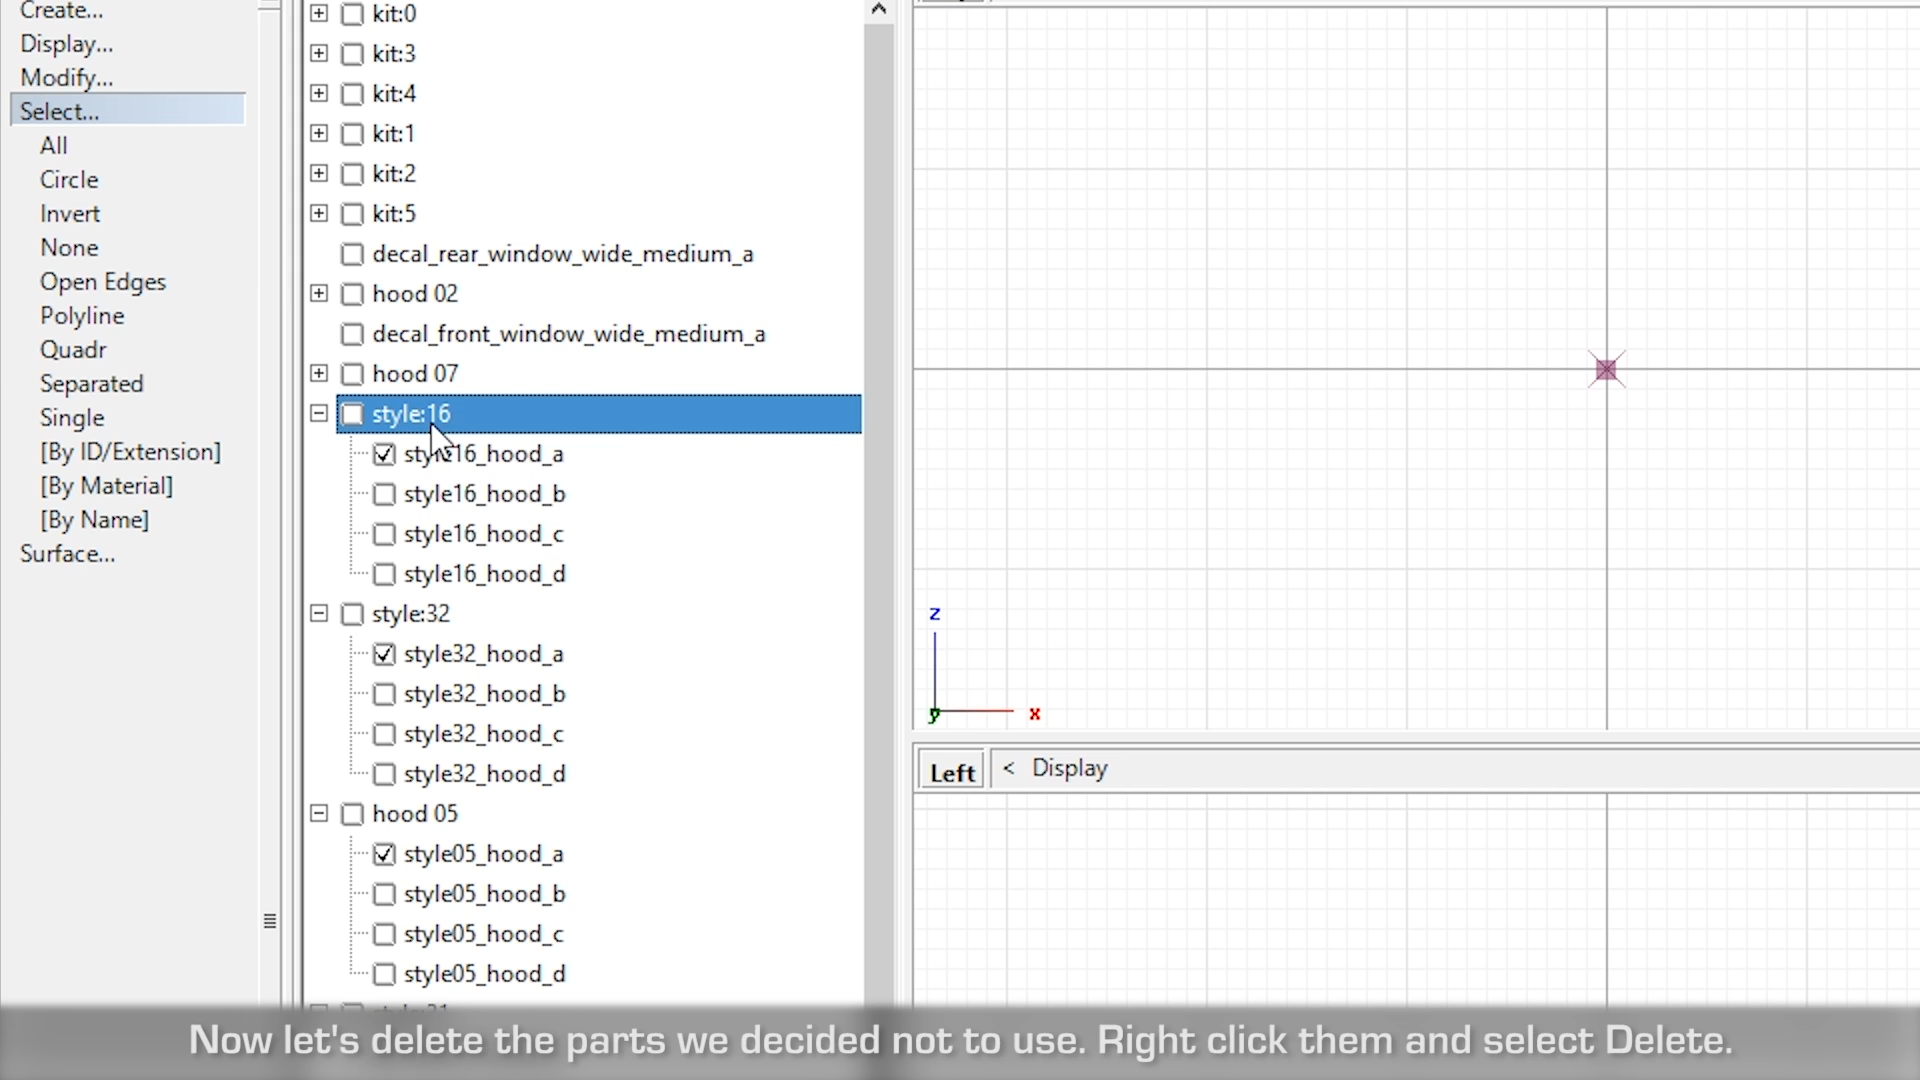 Create...
Display...
Modify...
Select...
All
Circle
Invert
None
Open Edges
Polyline
Quadr
Separated
Single
[By ID/Extension]
[By Material]
[By Name]
Surface...
kit:0
kit:3
kit:4
kit:1
kit:2
kit:5
decal_rear_window_wide_medium_a
hood 02
decal_front_window_wide_medium_a
hood 07
style:16
style16_hood_a
style16_hood_b
style16_hood_c
style16_hood_d
style:32
style32_hood_a
style32_hood_b
style32_hood_c
style32_hood_d
hood 05
style05_hood_a
style05_hood_b
style05_hood_c
style05_hood_d
z
y x
Left < Display
Now let's delete the parts we decided not to use. Right click them and select Delete.